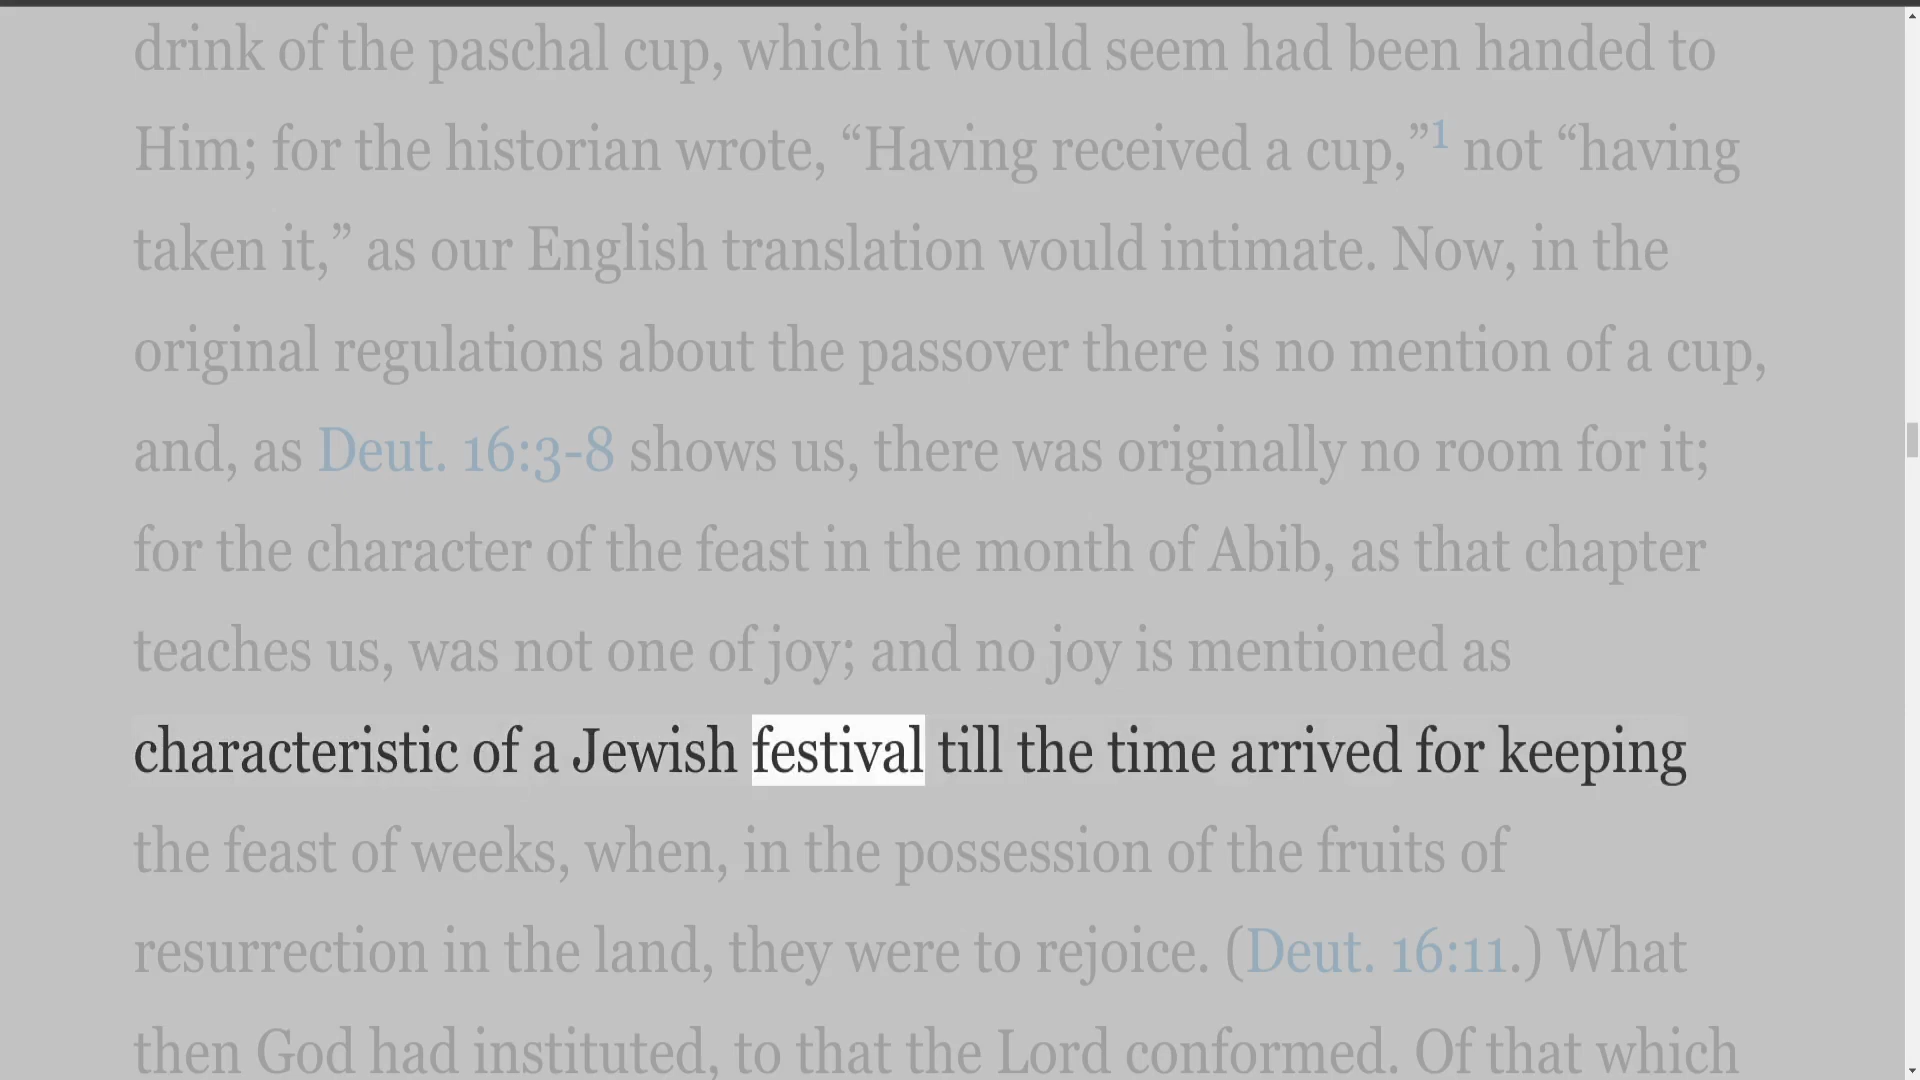 drink of the paschal cup, which it would seem had been handed to
Him; for the historian wrote, “Having received a cup,”1 not “having
taken it,” as our English translation would intimate. Now, in the
original regulations about the passover there is no mention of a cup,
and, as Deut. 16:3-8 shows us, there was originally no room for it;
for the character of the feast in the month of Abib, as that chapter
teaches us, was not one of joy; and no joy is mentioned as
characteristic of a Jewish festival till the time arrived for keeping
the feast of weeks, when, in the possession of the fruits of
resurrection in the land, they were to rejoice. (Deut. 16:11.) What
then God had instituted, to that the Lord conformed. Of that which